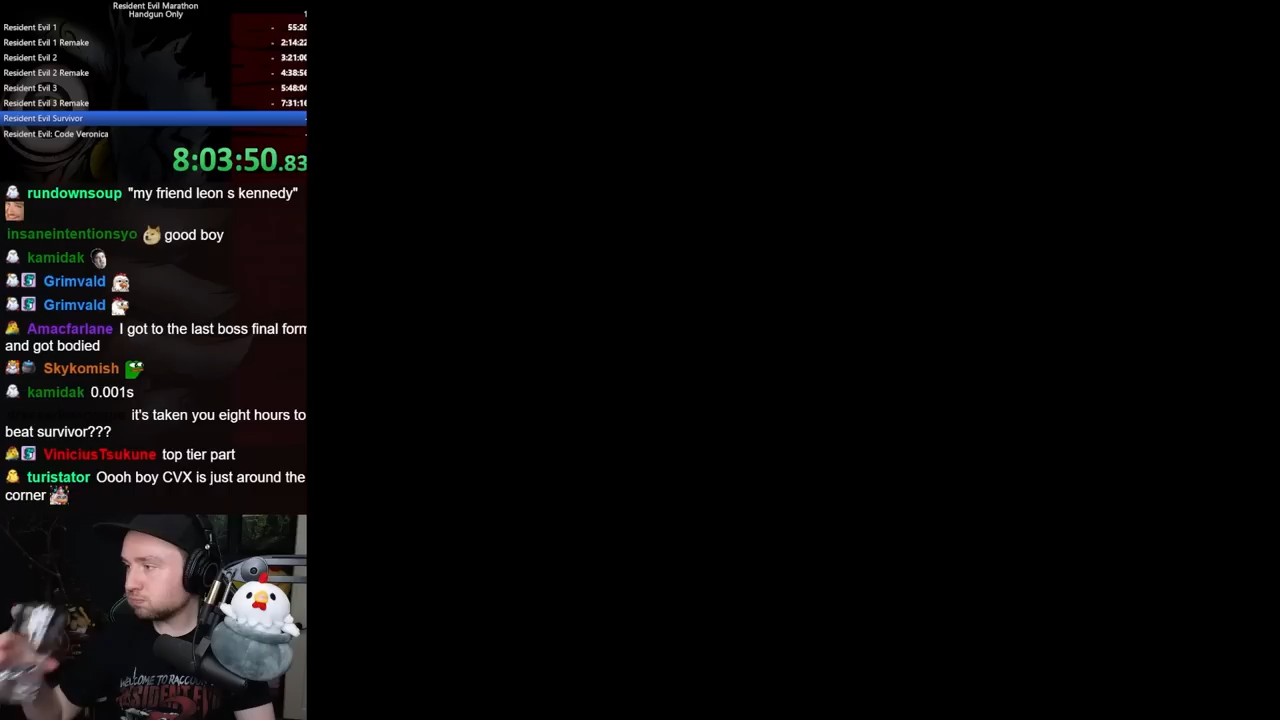 Resident Evil Marathon
Handgun Only
Resident Evil 1 - 55:20
Resident Evil 1 Remake - 2:14:22
Resident Evil 2 - 3:21:00
Resident Evil 2 Remake - 4:38:56
Resident Evil 3 - 5:48:04
Resident Evil 3 Remake - 7:31:16
Resident Evil Survivor -
Resident Evil: Code Veronica -
8:03:50.83
rundownsoup "my friend leon s kennedy"
insaneintentionsyo good boy
kamidak
Grimvald
Grimvald
Amacfarlane I got to the last boss final form
and got bodied
Skykomish
kamidak 0.001s
it's taken you eight hours to
beat survivor???
ViniciusTsukune top tier part
turistator Oooh boy CVX is just around the
corner
WELCOME TO RACCOON
RESIDENT EVIL